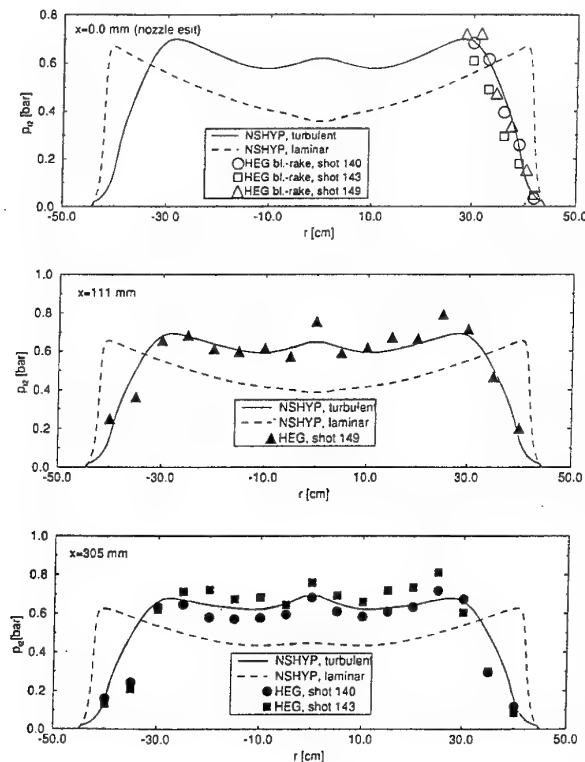 x=0.0 mm (nozzle esit)
0.8
0.6
0.4
0.2
0.0
p_t2 [bar]
NSHYP, turbulent
NSHYP, laminar
HEG bl.-rake, shot 140
HEG bl.-rake, shot 143
HEG bl.-rake, shot 149
-50.0 -30.0 -10.0 10.0 30.0 50.0
r [cm]
x=111 mm
1.0
0.8
0.6
0.4
0.2
0.0
p_t2 [bar]
NSHYP, turbulent
NSHYP, laminar
HEG, shot 149
-50.0 -30.0 -10.0 10.0 30.0 50.0
r [cm]
x=305 mm
1.0
0.8
0.6
0.4
0.2
0.0
p_t2 [bar]
NSHYP, turbulent
NSHYP, laminar
HEG, shot 140
HEG, shot 143
-50.0 -30.0 -10.0 10.0 30.0 50.0
r [cm]